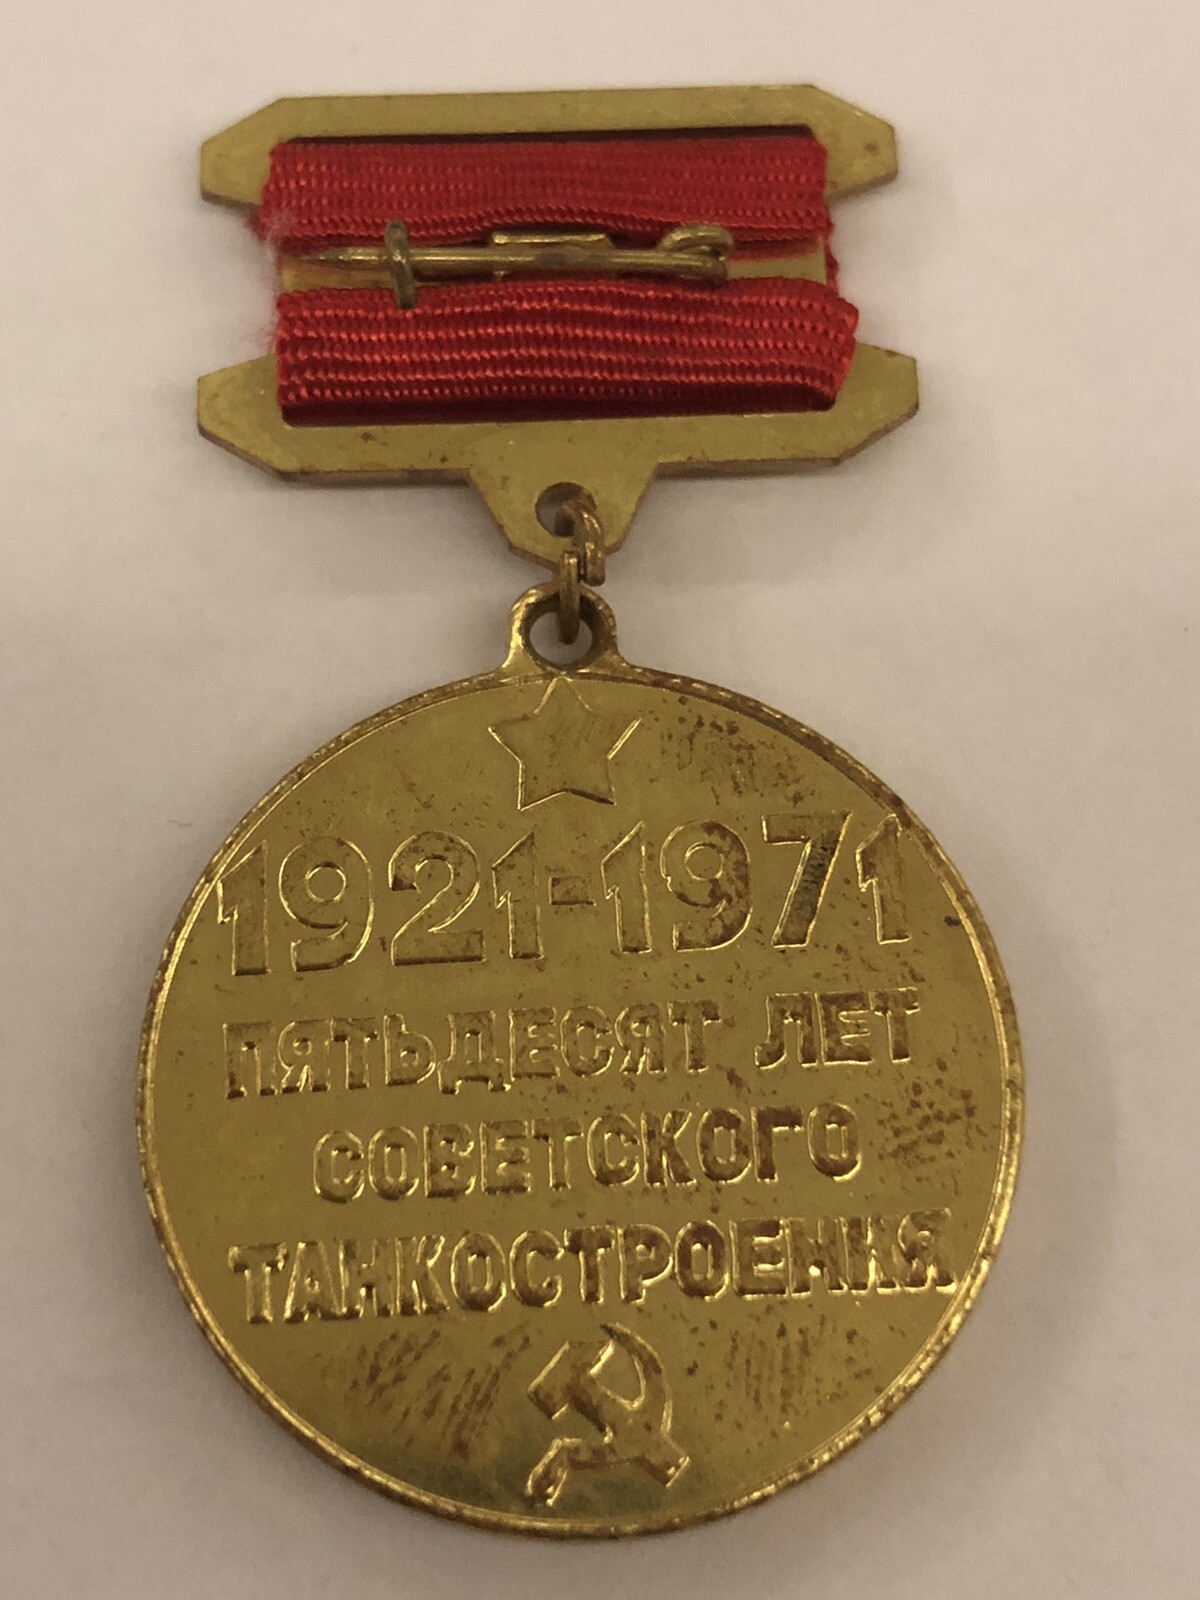 1921-1971
ПЯТЬДЕСЯТ ЛЕТ
СОВЕТСКОГО
ТАНКОСТРОЕНИЯ